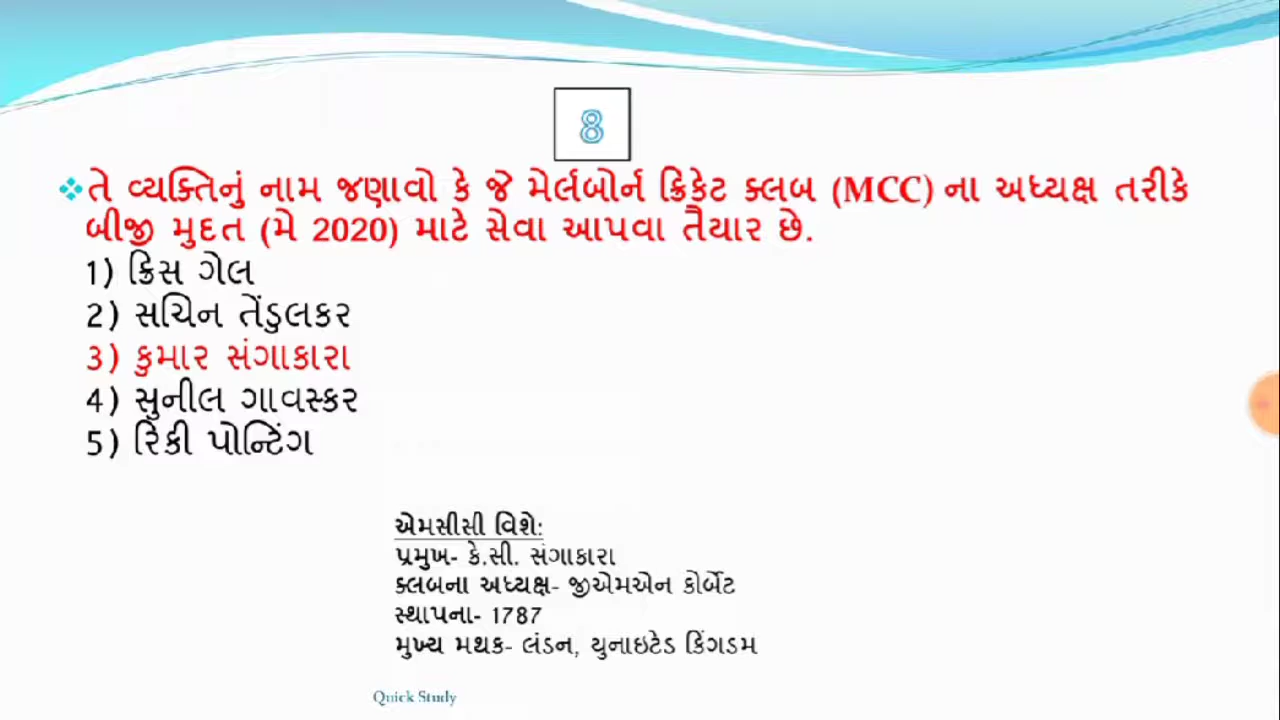 8
તે વ્યક્તિનું નામ જણાવો કે જે મેર્લબોર્ન ક્રિકેટ ક્લબ (MCC) ના અધ્યક્ષ તરીકે
બીજી મુદત (મે 2020) માટે સેવા આપવા તૈયાર છે.
1) ક્રિસ ગેલ
2) સચિન તેંડુલકર
3) કુમાર સંગાકારા
4) સુનીલ ગાવસ્કર
5) રિકી પોન્ટિંગ
એમસીસી વિશે:
પ્રમુખ- કે.સી. સંગાકારા
ક્લબના અધ્યક્ષ- જીએમએન કોર્બેટ
સ્થાપના- 1787
મુખ્ય મથક- લંડન, યુનાઇટેડ કિંગડમ
Quick Study